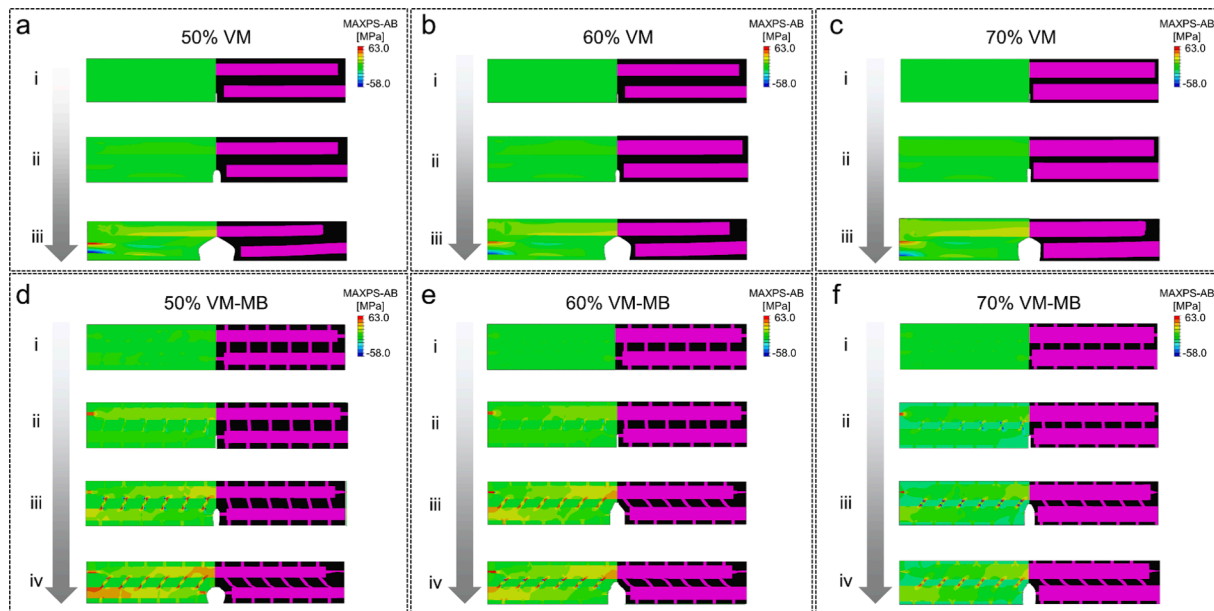 a
50% VM
MAXPS-AB
[MPa]
63.0
-58.0
i
ii
iii
b
60% VM
MAXPS-AB
[MPa]
63.0
-58.0
i
ii
iii
c
70% VM
MAXPS-AB
[MPa]
63.0
-58.0
i
ii
iii
d
50% VM-MB
MAXPS-AB
[MPa]
63.0
-58.0
i
ii
iii
iv
e
60% VM-MB
MAXPS-AB
[MPa]
63.0
-58.0
i
ii
iii
iv
f
70% VM-MB
MAXPS-AB
[MPa]
63.0
-58.0
i
ii
iii
iv